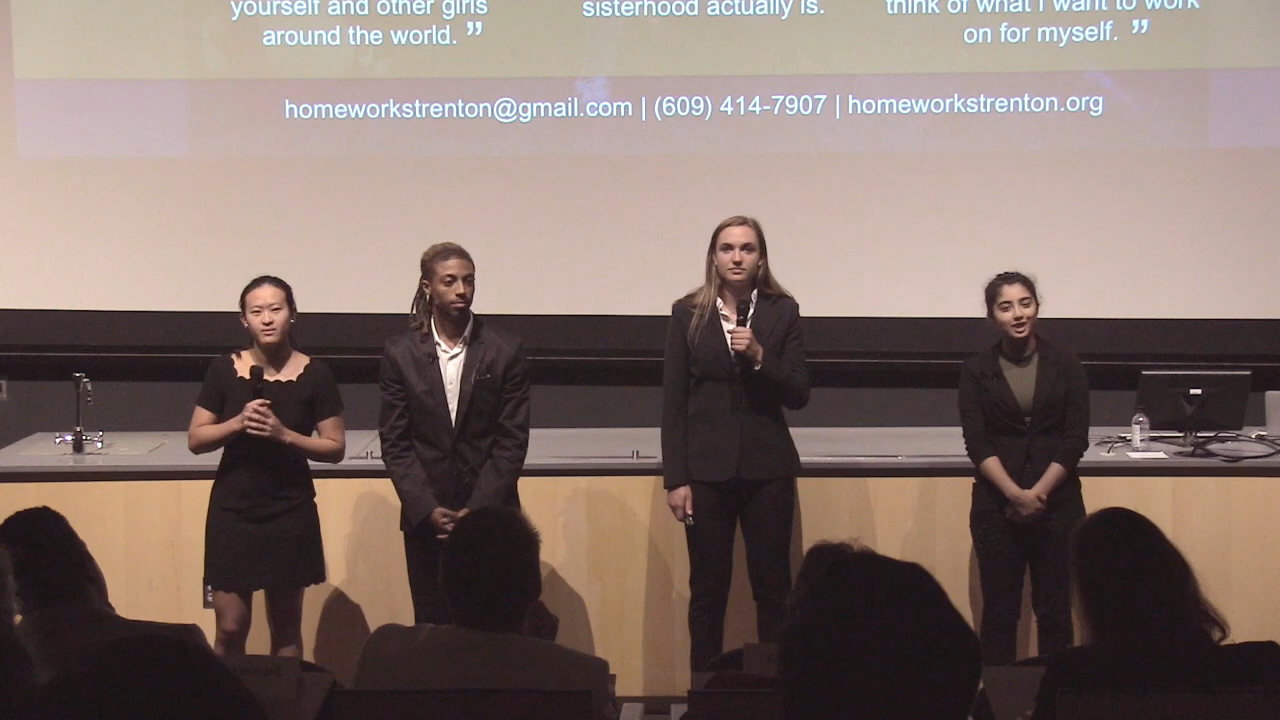 yourself and other girls
around the world. ”
sisterhood actually is.
think of what I want to work
on for myself. ”
homeworkstrenton@gmail.com | (609) 414-7907 | homeworkstrenton.org